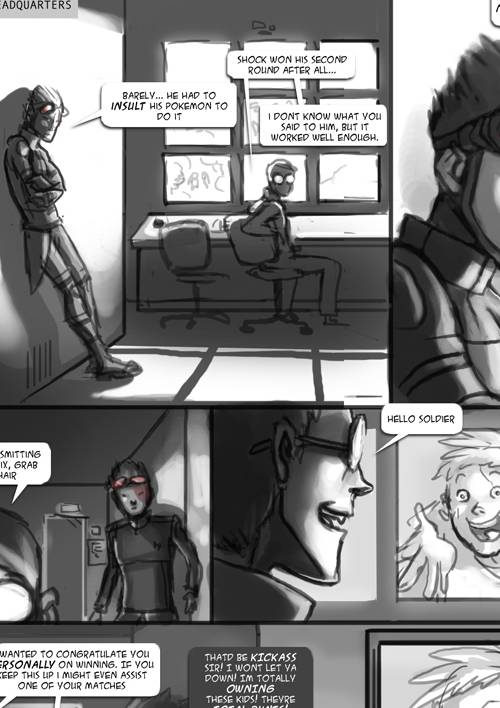 HEADQUARTERS
SHOCK WON HIS SECOND
ROUND AFTER ALL...
BARELY... HE HAD TO
INSULT HIS POKEMON TO
DO IT
I DONT KNOW WHAT YOU
SAID TO HIM, BUT IT
WORKED WELL ENOUGH.
HELLO SOLDIER
SMITTING
IX, GRAB
HAIR
WANTED TO CONGRATULATE YOU
ERSONALLY ON WINNING. IF YOU
KEEP THIS UP I MIGHT EVEN ASSIST
ONE OF YOUR MATCHES
THATD BE KICKASS
SIR! I WONT LET YA
DOWN! IM TOTALLY
OWNING
THESE KIDS! THEYRE